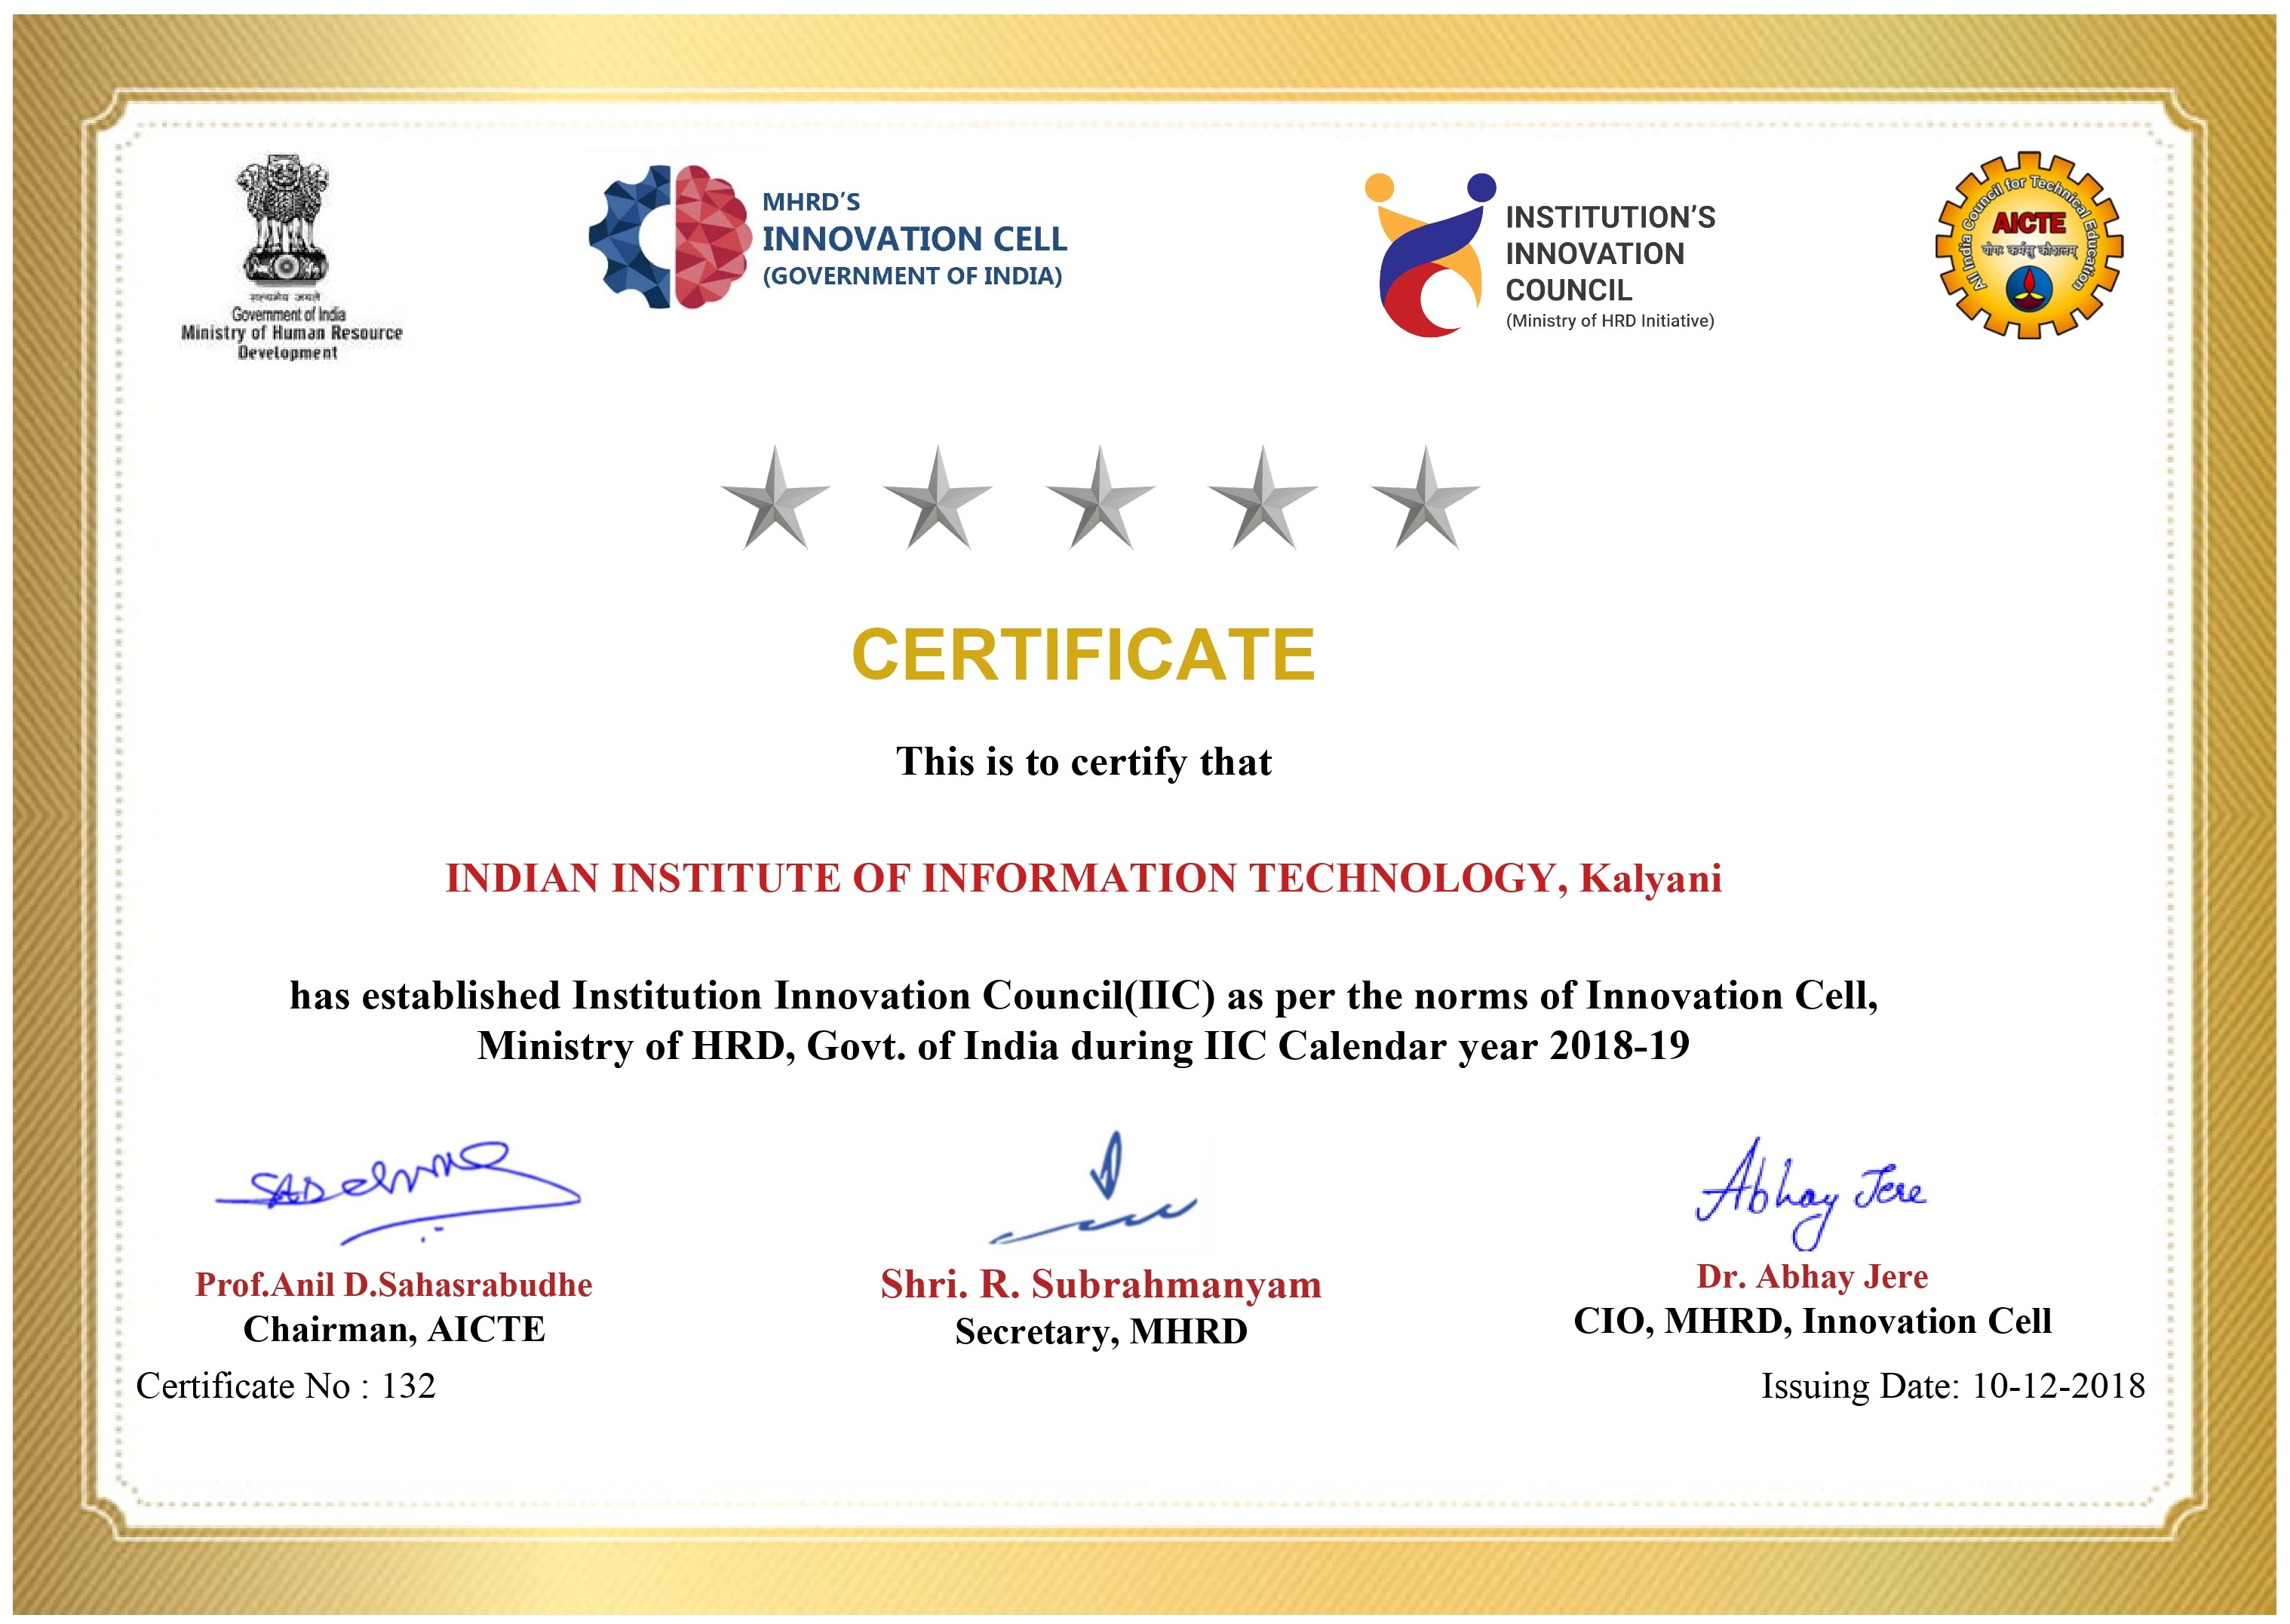 सत्यमेव जयते
Government of India
Ministry of Human Resource
Development
MHRD'S
INNOVATION CELL
(GOVERNMENT OF INDIA)
INSTITUTION'S
INNOVATION
COUNCIL
(Ministry of HRD Initiative)
All India Council for Technical Education
AICTE
योगः कर्मसु कौशलम्
CERTIFICATE
This is to certify that
INDIAN INSTITUTE OF INFORMATION TECHNOLOGY, Kalyani
has established Institution Innovation Council(IIC) as per the norms of Innovation Cell,
Ministry of HRD, Govt. of India during IIC Calendar year 2018-19
Abhay Jere
Prof.Anil D.Sahasrabudhe
Chairman, AICTE
Shri. R. Subrahmanyam
Secretary, MHRD
Dr. Abhay Jere
CIO, MHRD, Innovation Cell
Certificate No : 132
Issuing Date: 10-12-2018